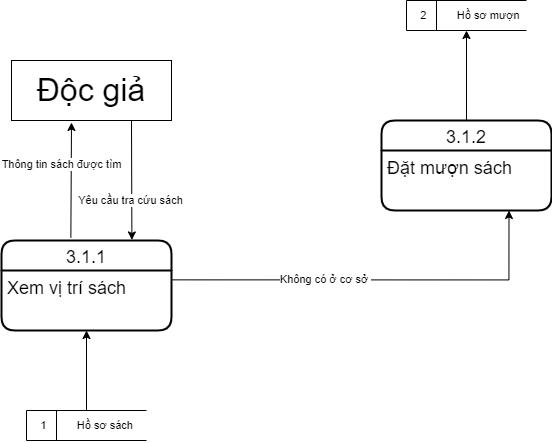 2
Hồ sơ mượn
Độc giả
3.1.2
Đặt mượn sách
Thông tin sách được tìm
Yêu cầu tra cứu sách
3.1.1
Xem vị trí sách
Không có ở cơ sở
1
Hồ sơ sách